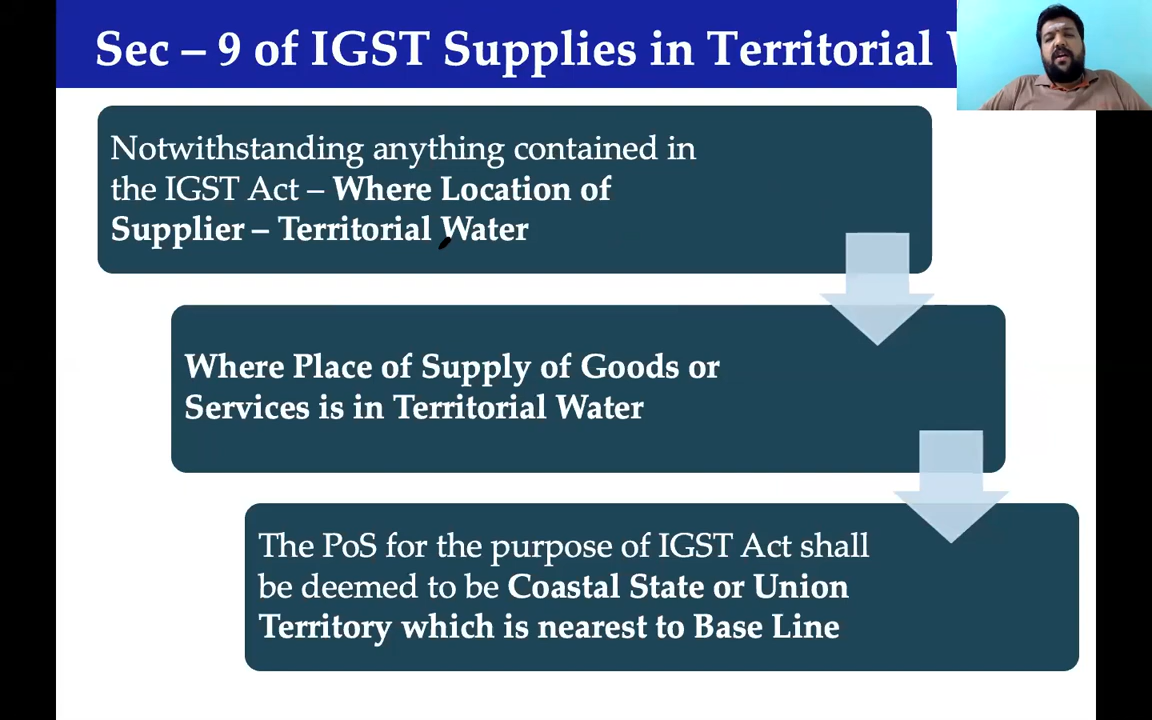 Sec – 9 of IGST Supplies in Territorial
Notwithstanding anything contained in
the IGST Act – Where Location of
Supplier – Territorial Water
Where Place of Supply of Goods or
Services is in Territorial Water
The PoS for the purpose of IGST Act shall
be deemed to be Coastal State or Union
Territory which is nearest to Base Line